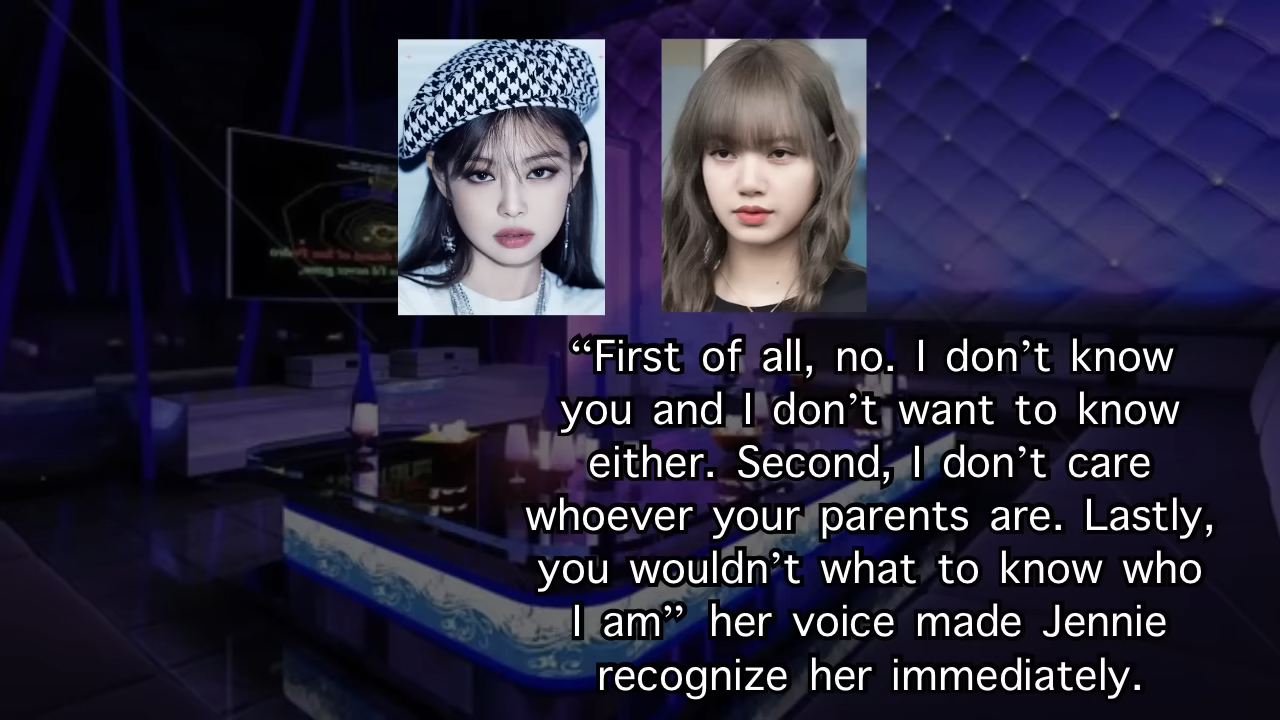 “First of all, no. I don’t know
you and I don’t want to know
either. Second, I don’t care
whoever your parents are. Lastly,
you wouldn’t what to know who
I am” her voice made Jennie
recognize her immediately.